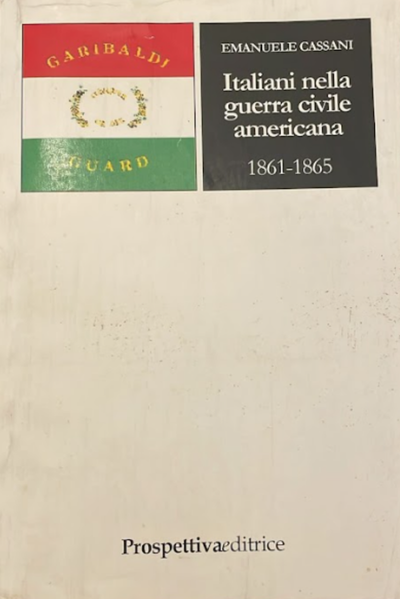 GARIBALDI
GUARD
EMANUELE CASSANI
Italiani nella
guerra civile
americana
1861-1865
Prospettivaeditrice